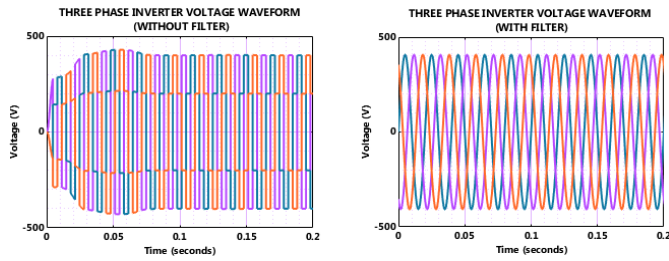 THREE PHASE INVERTER VOLTAGE WAVEFORM
(WITHOUT FILTER)
500
0
-500
Voltage (V)
0
0.05
0.1
0.15
0.2
Time (seconds)
THREE PHASE INVERTER VOLTAGE WAVEFORM
(WITH FILTER)
500
0
-500
Voltage (V)
0
0.05
0.1
0.15
0.2
Time (seconds)